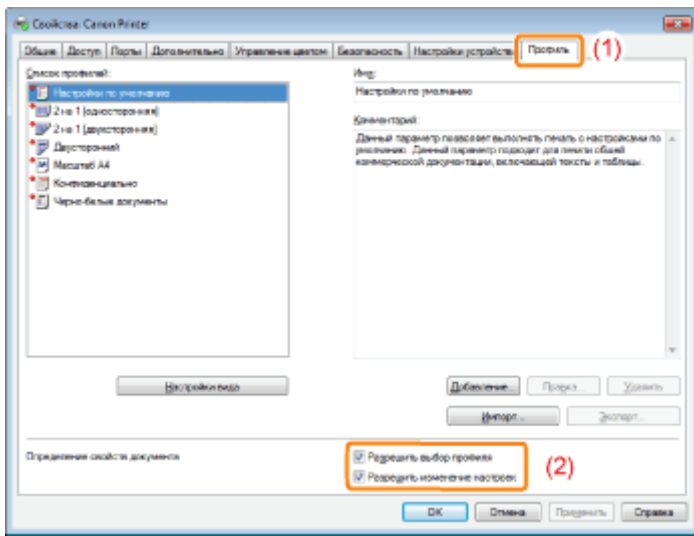 Свойства: Canon Printer
Общие Доступ Порты Дополнительно Управление цветом Безопасность Настройки устройств Профиль (1)
Список профилей:
Настройки по умолчанию
2 на 1 (односторонняя)
2 на 1 (двухсторонняя)
Двусторонний
Масштаб A4
Конфиденциально
Черно-белые документы
Имя:
Настройки по умолчанию
Комментарий:
Данный параметр позволяет выполнять печать с настройками по
умолчанию. Данный параметр подходит для печати общей
коммерческой документации, включающей тексты и таблицы.
Настройки вида
Добавление... Правка... Удалить
Импорт... Экспорт...
Определение свойств документа
Разрешить выбор профиля
Разрешить изменение настроек
(2)
OK Отмена Применить Справка